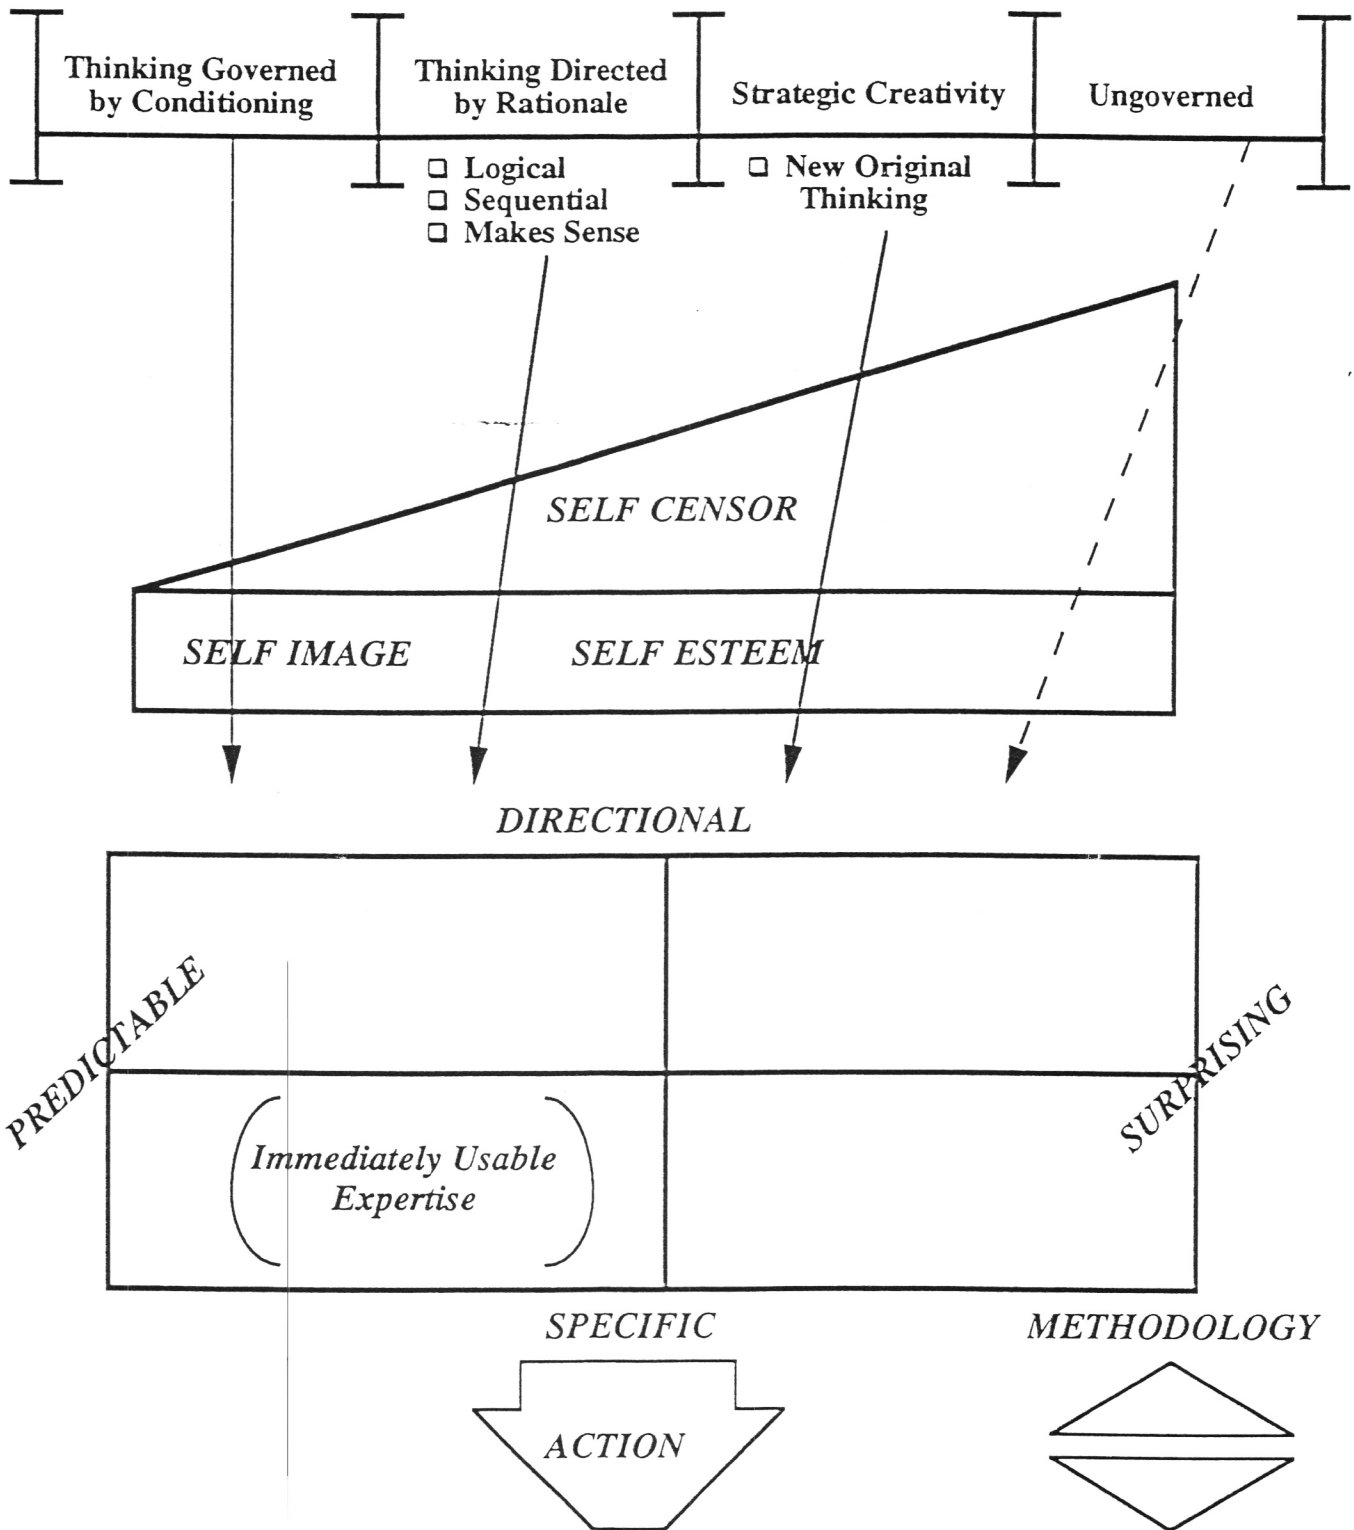 Thinking Governed
by Conditioning
Thinking Directed
by Rationale
Strategic Creativity
Ungoverned
❑ Logical
❑ Sequential
❑ Makes Sense
❑ New Original
Thinking
SELF CENSOR
SELF IMAGE
SELF ESTEEM
DIRECTIONAL
PREDICTABLE
SURPRISING
Immediately Usable
Expertise
SPECIFIC
METHODOLOGY
ACTION